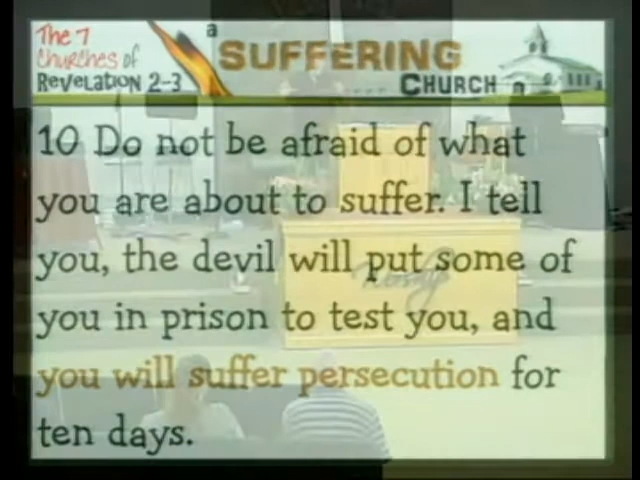 The 7
Churches of
Revelation 2-3
a
SUFFERING
CHURCH
10 Do not be afraid of what
you are about to suffer. I tell
you, the devil will put some of
you in prison to test you, and
you will suffer persecution for
ten days.
Worship